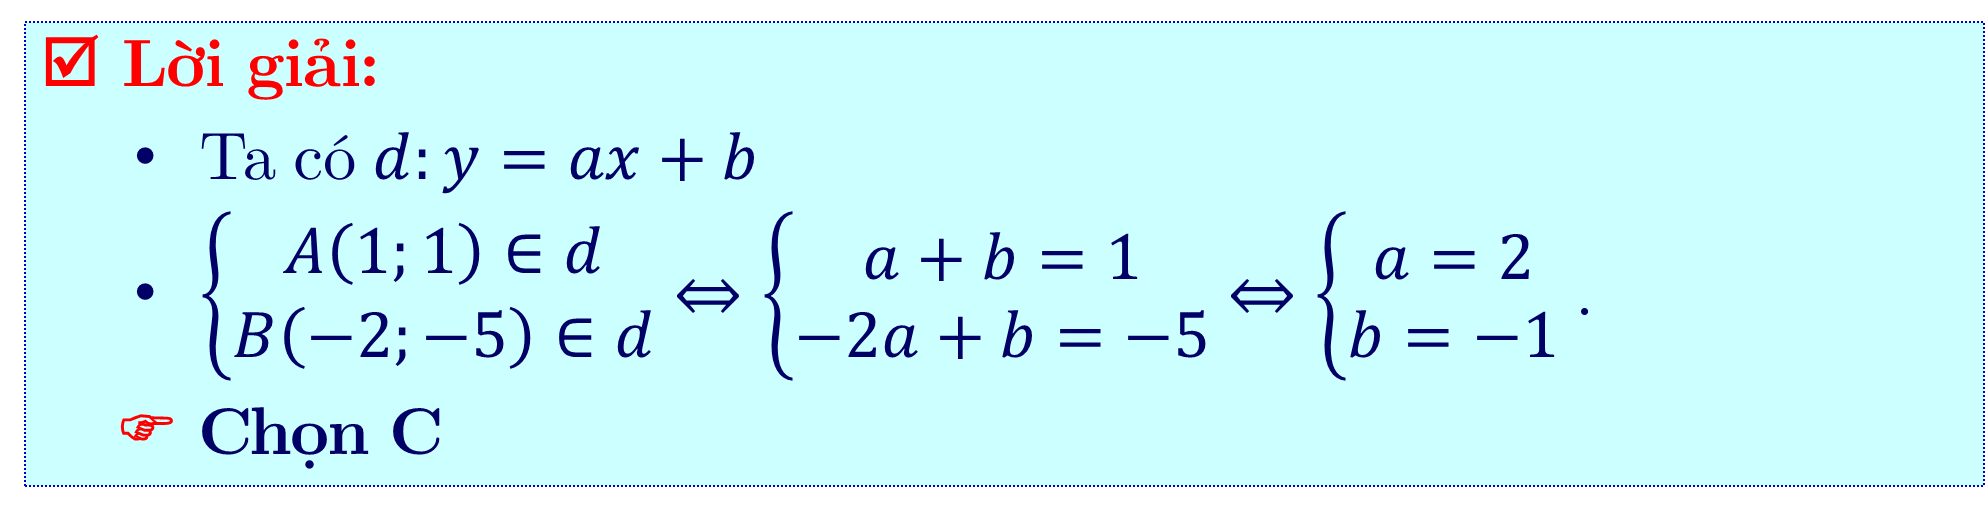 ☑ Lời giải:
• Ta có d: y = ax + b
• { A(1; 1) ∈ d, B(−2; −5) ∈ d ⇔ { a + b = 1, −2a + b = −5 ⇔ { a = 2, b = −1 .
☞ Chọn C